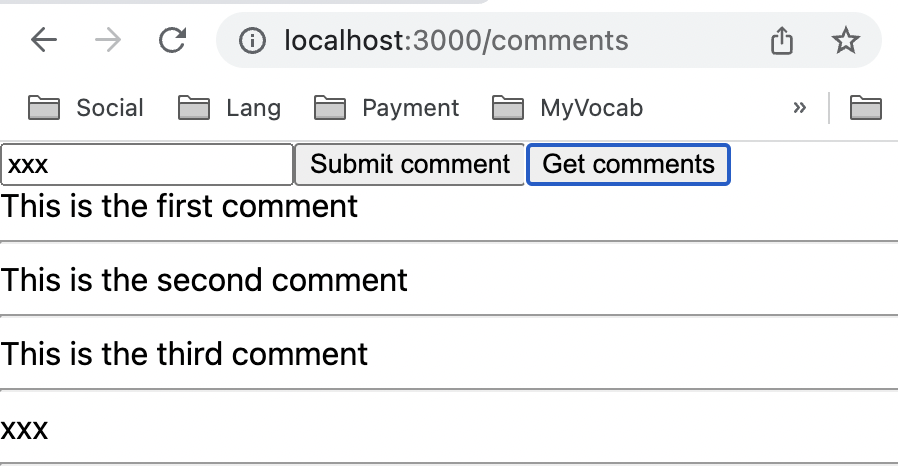 localhost:3000/comments
Social Lang Payment MyVocab »
xxx Submit comment Get comments
This is the first comment
This is the second comment
This is the third comment
xxx